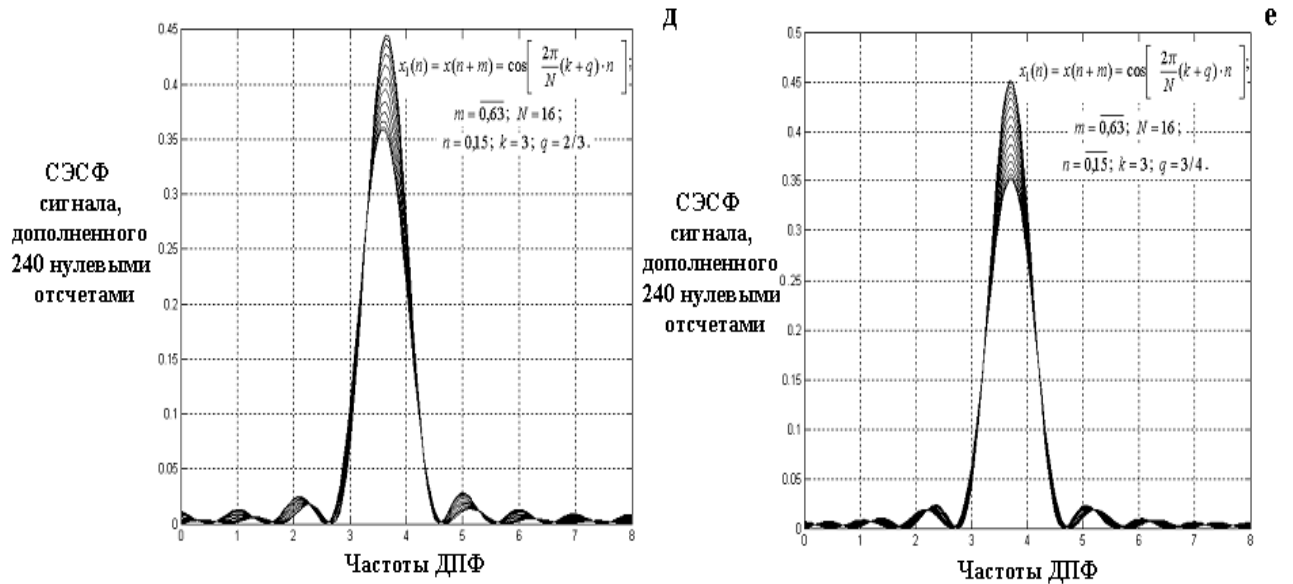 д
0.45
0.4
0.35
0.3
0.25
0.2
0.15
0.1
0.05
0
0 1 2 3 4 5 6 7 8
x₁(n) = x(n+m) = cos[2π/N (k+q)·n];
m = 0,63; N = 16;
n = 0,15; k = 3; q = 2/3.
СЭСФ
сигнала,
дополненного
240 нулевыми
отсчетами
Частоты ДПФ
е
0.5
0.45
0.4
0.35
0.3
0.25
0.2
0.15
0.1
0.05
0
0 1 2 3 4 5 6 7 8
x₁(n) = x(n+m) = cos[2π/N (k+q)·n];
m = 0,63; N = 16;
n = 0,15; k = 3; q = 3/4.
СЭСФ
сигнала,
дополненного
240 нулевыми
отсчетами
Частоты ДПФ